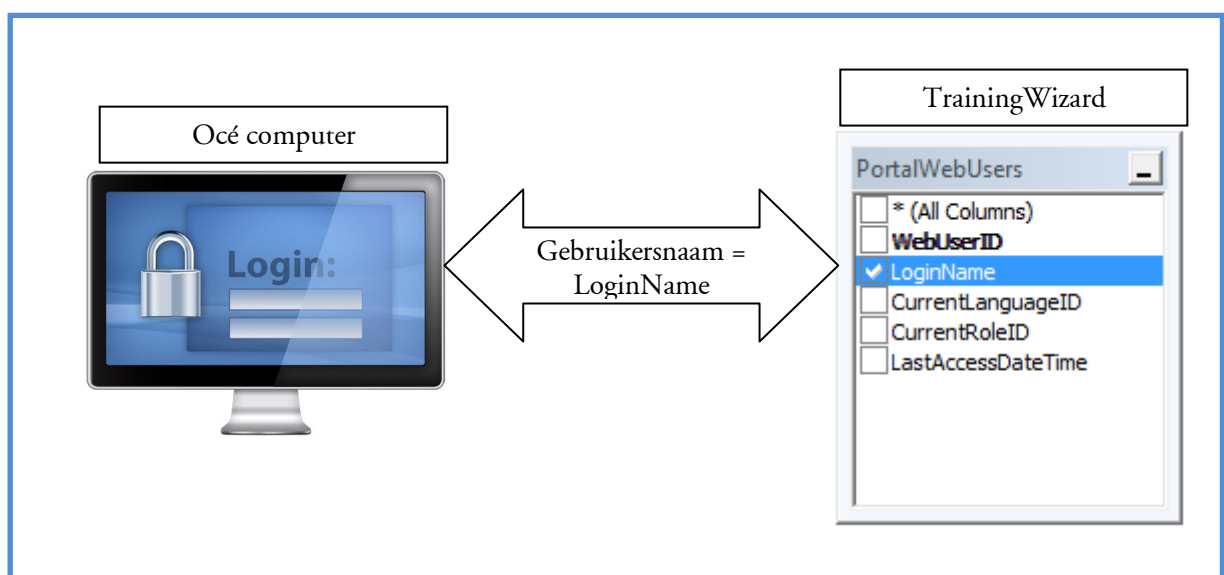 TrainingWizard
Océ computer
PortalWebUsers
* (All Columns)
WebUserID
Login:
Gebruikersnaam =
LoginName
LoginName
CurrentLanguageID
CurrentRoleID
LastAccessDateTime